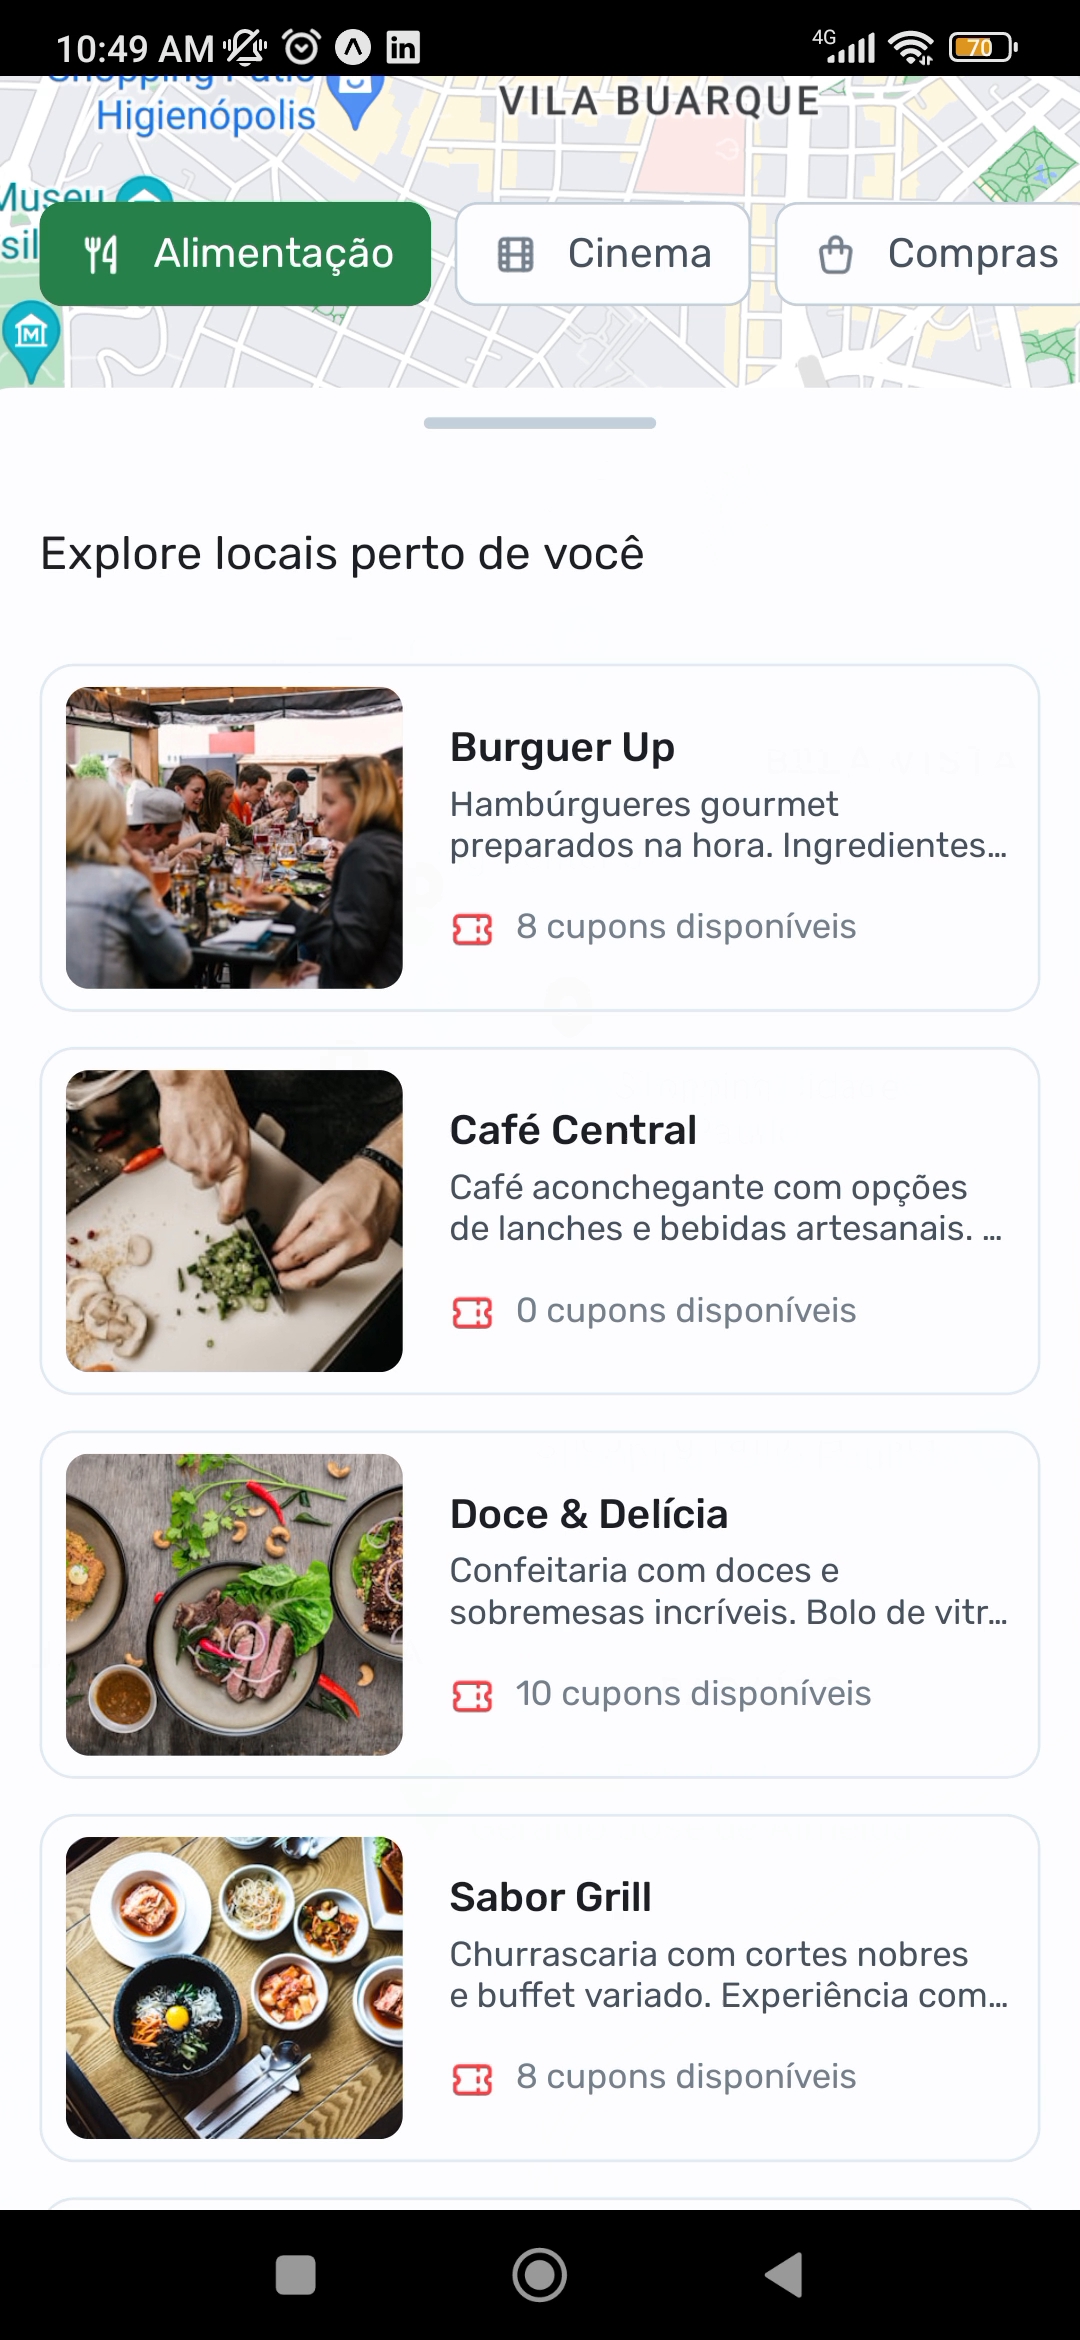 10:49 AM
4G
70
Higienópolis
VILA BUARQUE
Museu
Alimentação
Cinema
Compras
Explore locais perto de você
Burguer Up
Hambúrgueres gourmet
preparados na hora. Ingredientes...
8 cupons disponíveis
Café Central
Café aconchegante com opções
de lanches e bebidas artesanais. ...
0 cupons disponíveis
Doce & Delícia
Confeitaria com doces e
sobremesas incríveis. Bolo de vitr...
10 cupons disponíveis
Sabor Grill
Churrascaria com cortes nobres
e buffet variado. Experiência com...
8 cupons disponíveis